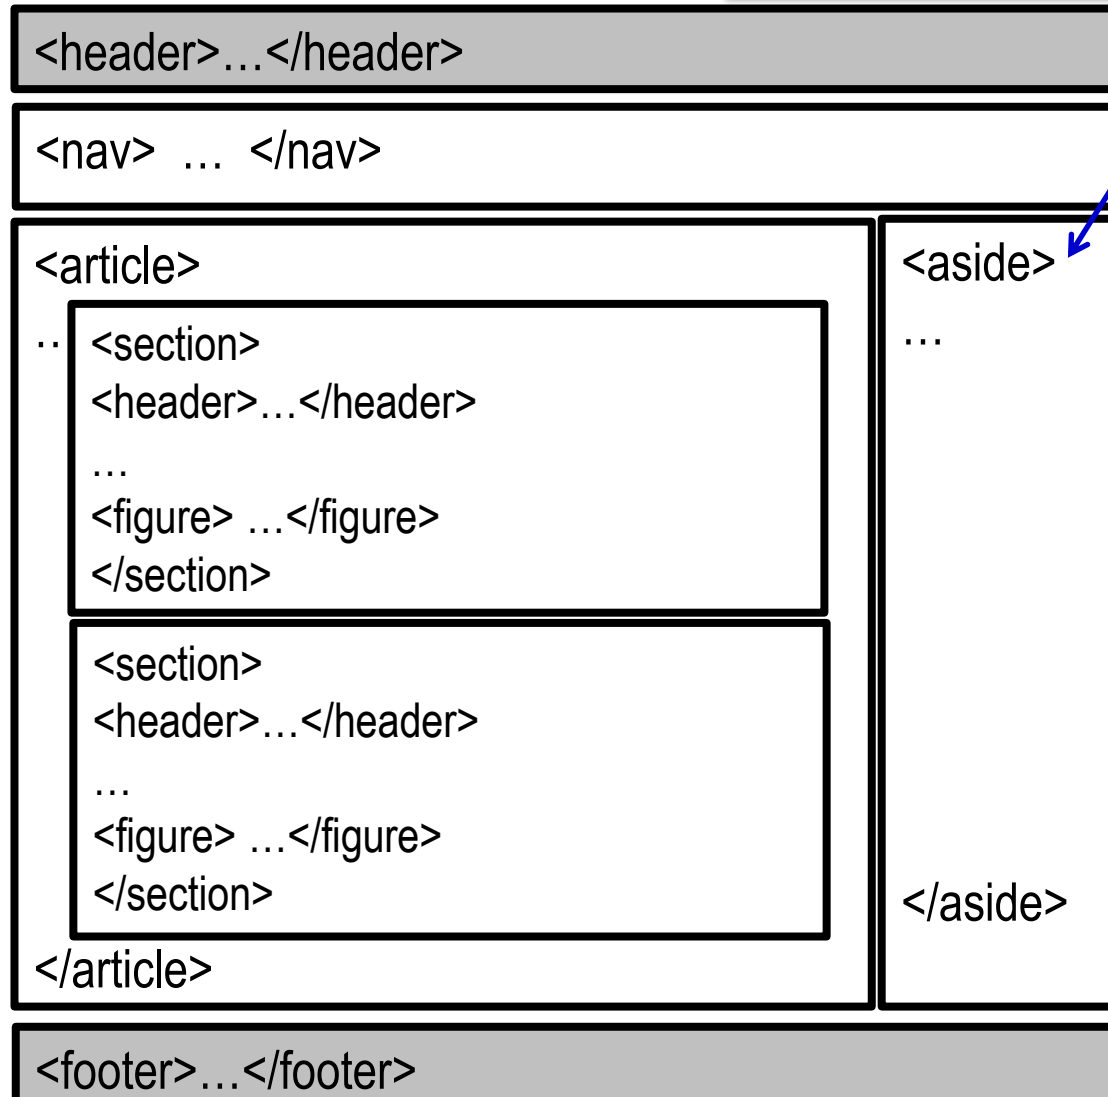 <header>…</header>
<nav> … </nav>
<article>
..
<section>
<header>…</header>
…
<figure> …</figure>
</section>
<section>
<header>…</header>
…
<figure> …</figure>
</section>
</article>
<aside>
…
</aside>
<footer>…</footer>